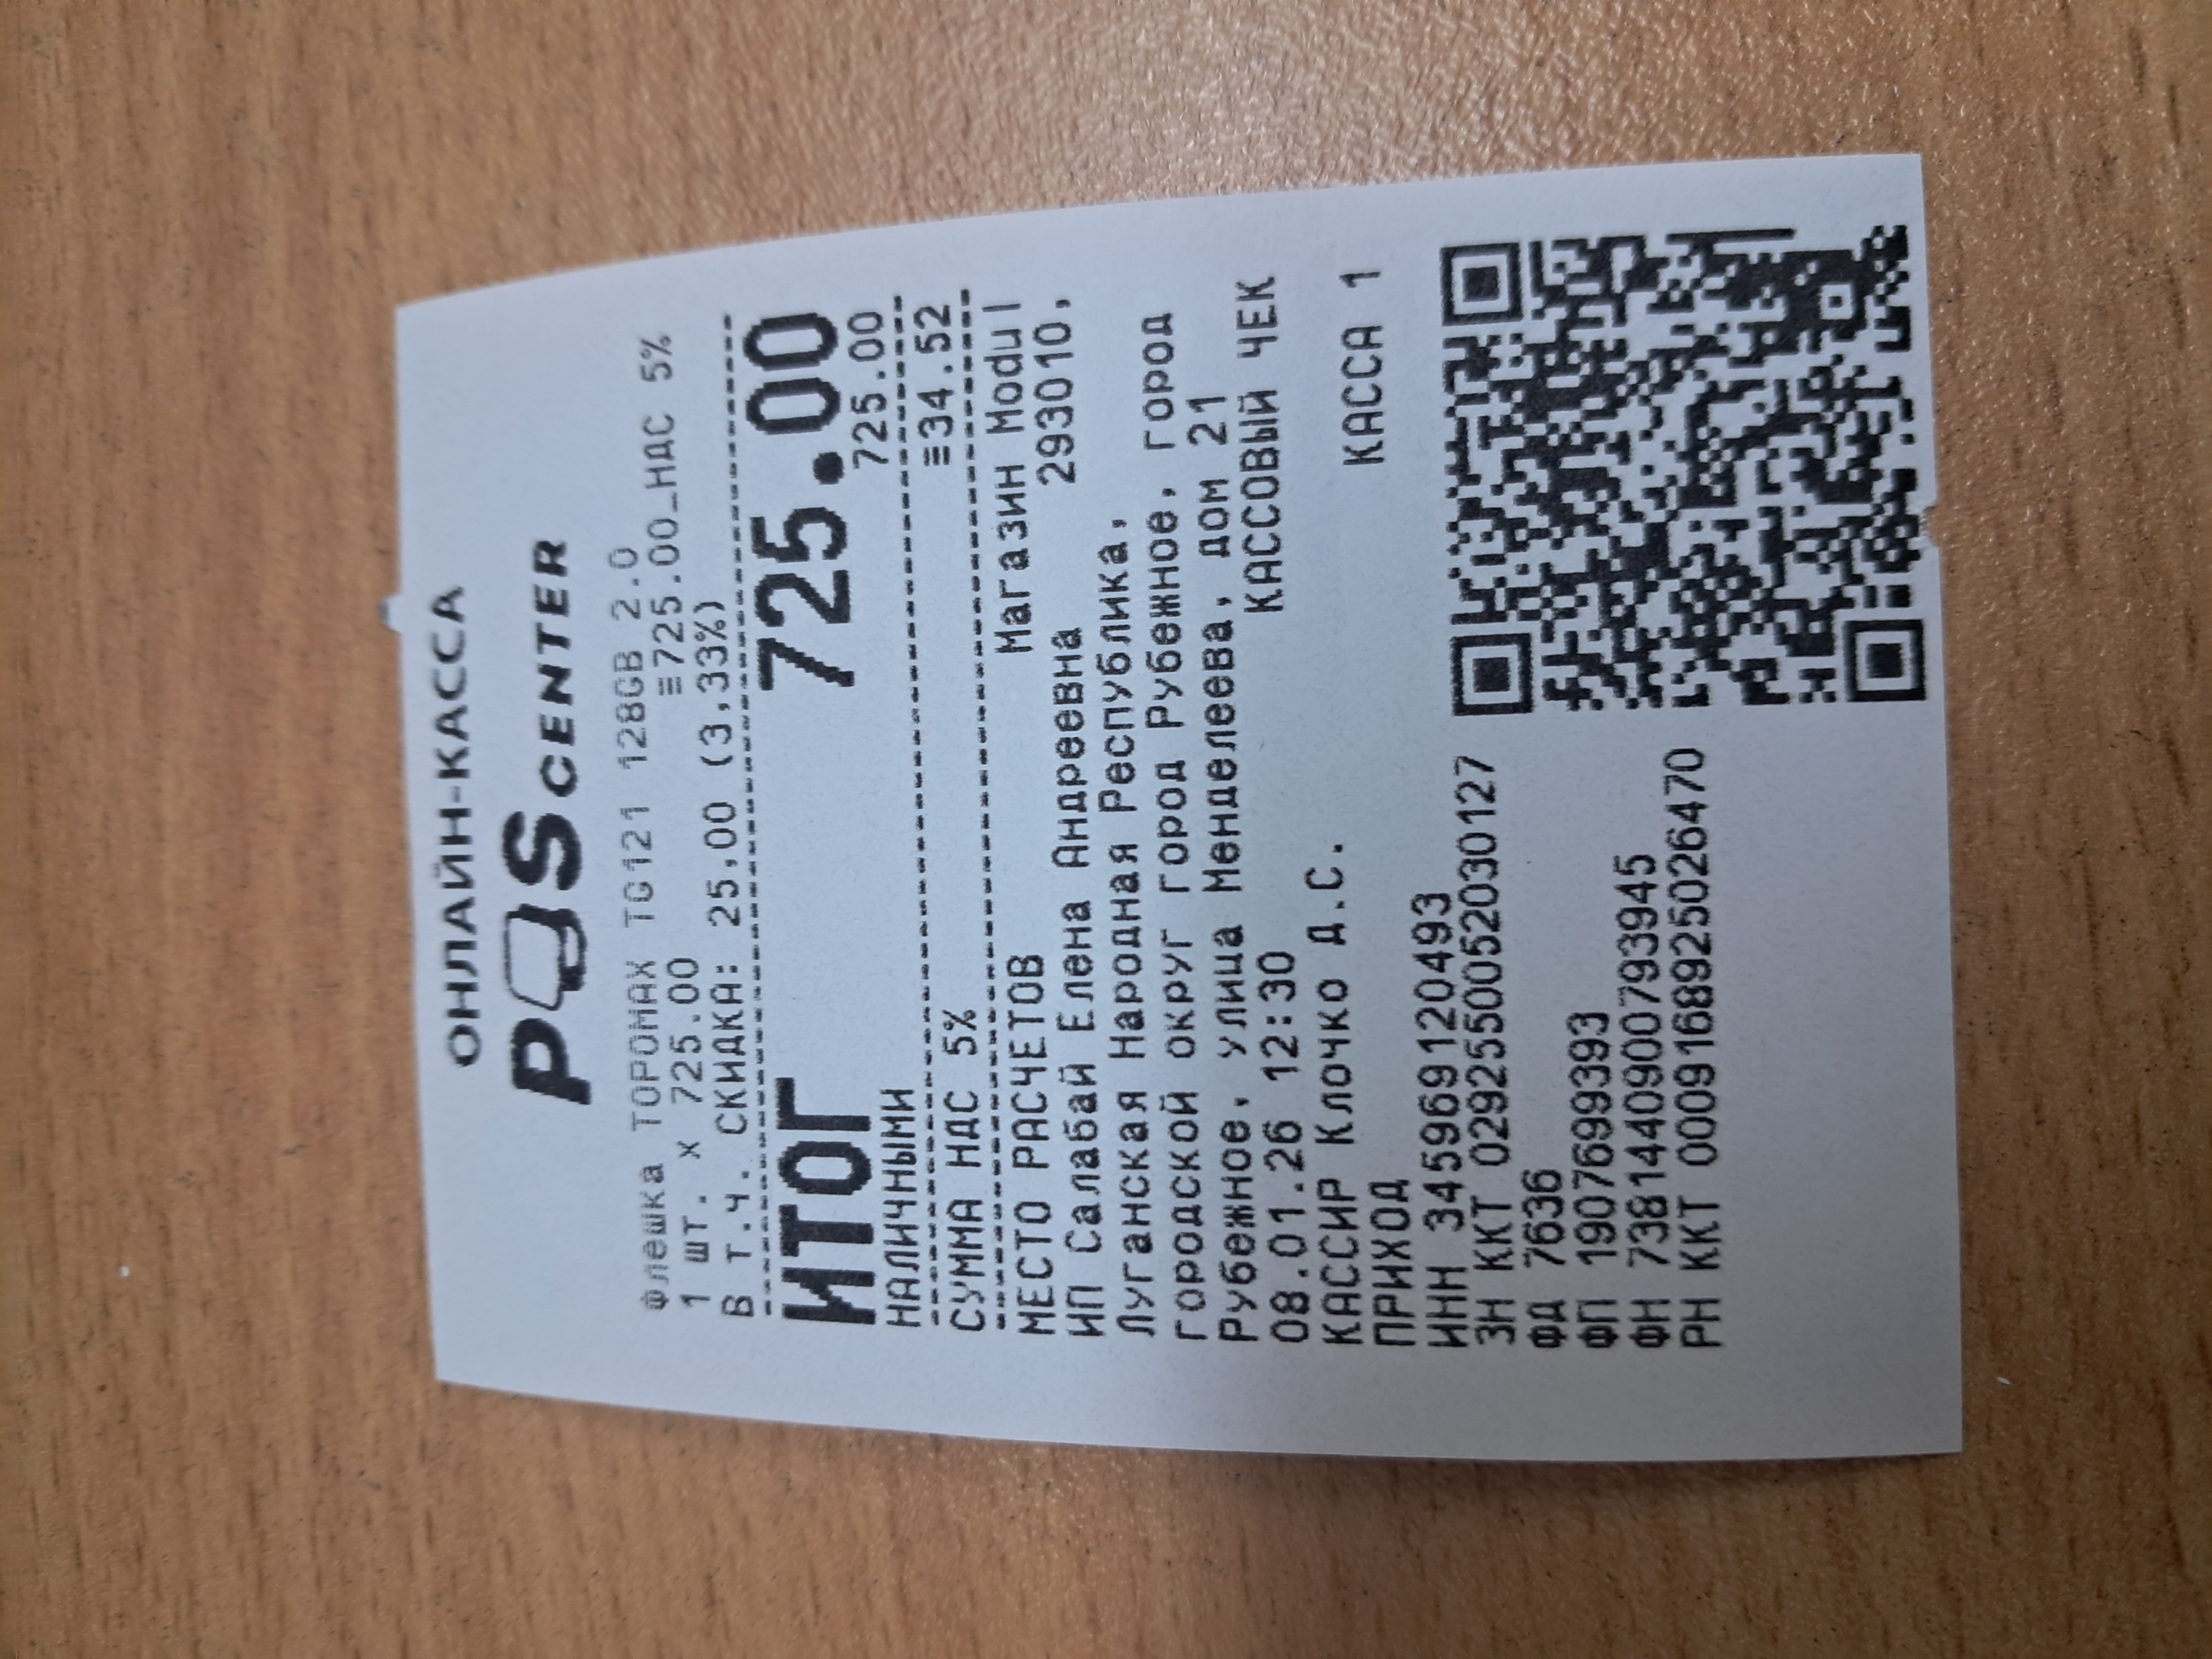 ОНЛАЙН-КАССА
POSCENTER
Флешка TOPOMAX TG121 128GB 2.0
1 шт. x 725.00 ≡725.00_НДС 5%
В т.ч. СКИДКА: 25,00 (3,33%)
ИТОГ 725.00
НАЛИЧНЫМИ 725.00
СУММА НДС 5% ≡34.52
МЕСТО РАСЧЕТОВ Магазин Modul
ИП Салабай Елена Андреевна 293010,
Луганская Народная Республика,
городской округ город Рубежное, город
Рубежное, улица Менделеева, дом 21
08.01.26 12:30 КАССОВЫЙ ЧЕК
КАССИР Клочко Д.С.
ПРИХОД КАССА 1
ИНН 345969120493
ЗН ККТ 0292550052030127
ФД 7636
ФП 1907699393
ФН 7381440900793945
РН ККТ 0009168925026470